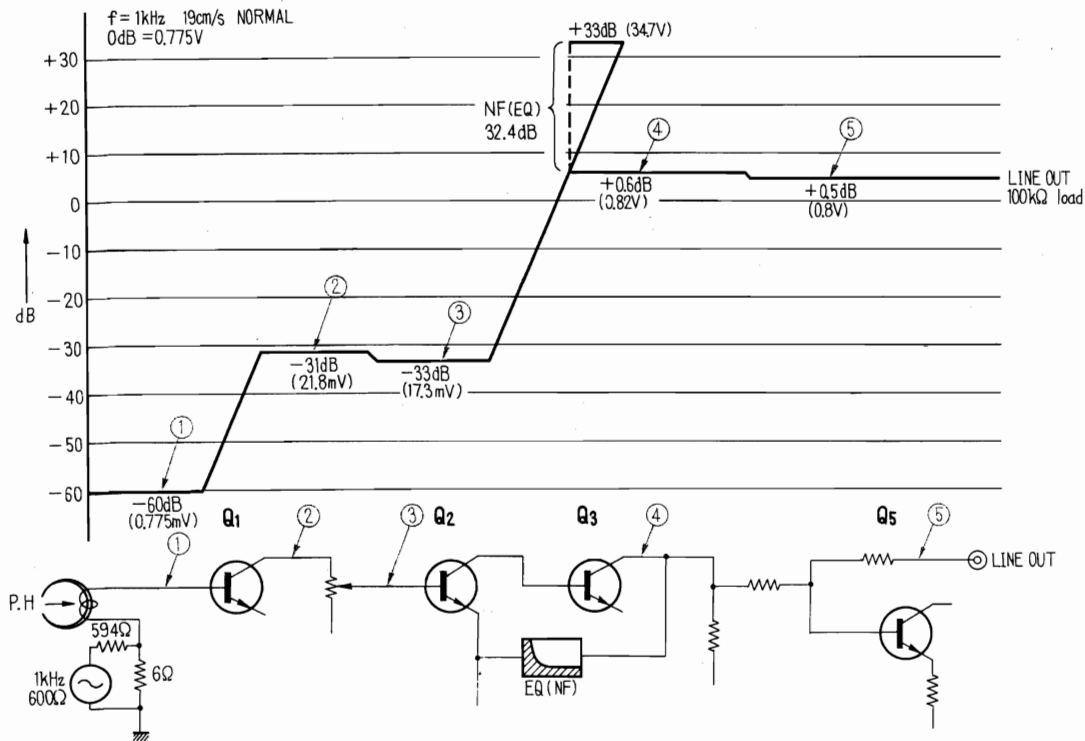 f = 1kHz 19cm/s NORMAL
0dB = 0.775V
+30
+20
+10
0
-10
-20
-30
-40
-50
-60
dB
+33dB (34.7V)
NF(EQ)
32.4dB
④
⑤
+0.6dB
(0.82V)
+0.5dB
(0.8V)
LINE OUT
100kΩ load
②
③
-31dB
(21.8mV)
-33dB
(17.3mV)
①
-60dB
(0.775mV)
Q1
②
③
Q2
Q3
④
Q5
⑤
①
LINE OUT
P.H
594Ω
6Ω
1kHz
600Ω
EQ(NF)